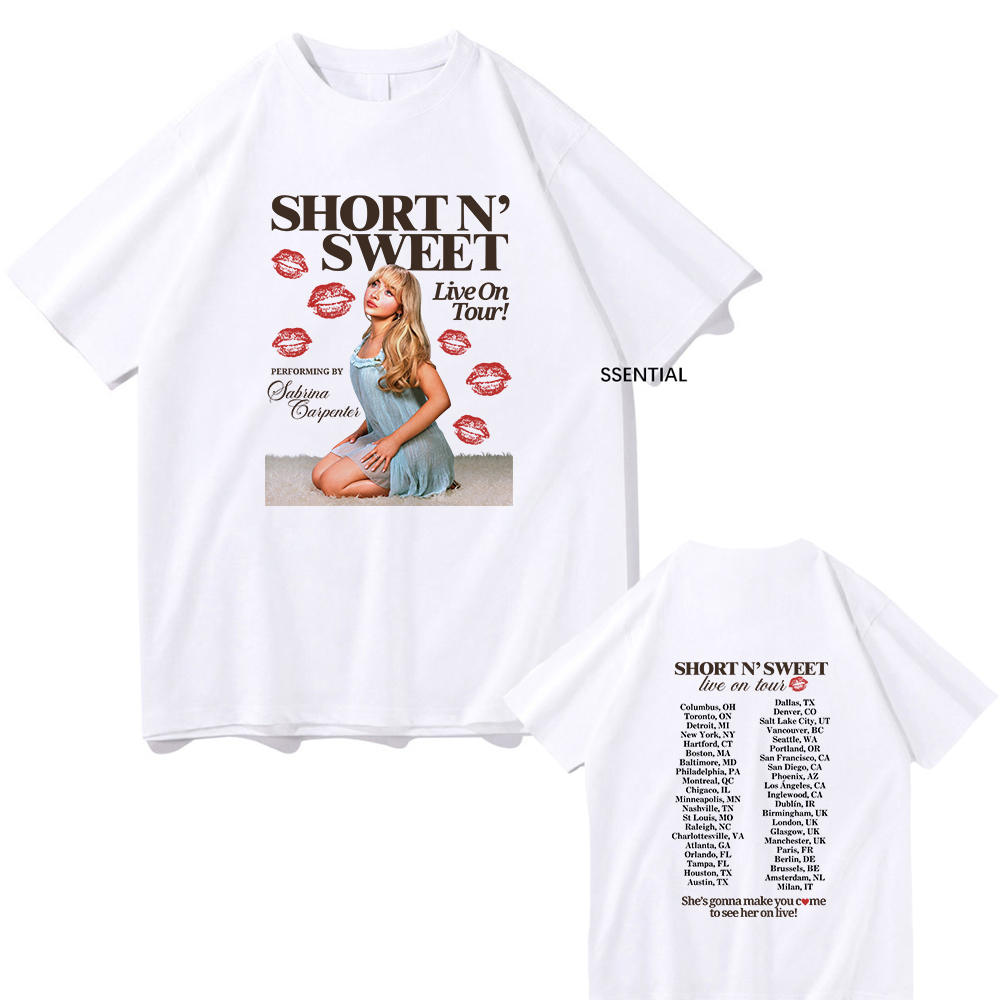 SHORT N'
SWEET
Live On
Tour!
PERFORMING BY
Sabrina
Carpenter
SSENTIAL
SHORT N' SWEET
live on tour
Columbus, OH
Toronto, ON
Detroit, MI
New York, NY
Hartford, CT
Boston, MA
Baltimore, MD
Philadelphia, PA
Montreal, QC
Chigaco, IL
Minneapolis, MN
Nashville, TN
St Louis, MO
Raleigh, NC
Charlottesville, VA
Atlanta, GA
Orlando, FL
Tampa, FL
Houston, TX
Austin, TX
Dallas, TX
Denver, CO
Salt Lake City, UT
Vancouver, BC
Seattle, WA
Portland, OR
San Francisco, CA
San Diego, CA
Phoenix, AZ
Los Ángeles, CA
Inglewood, CA
Dublín, IR
Birmingham, UK
London, UK
Glasgow, UK
Manchester, UK
Paris, FR
Berlin, DE
Brussels, BE
Amsterdam, NL
Milan, IT
She's gonna make you c♥me
to see her on live!